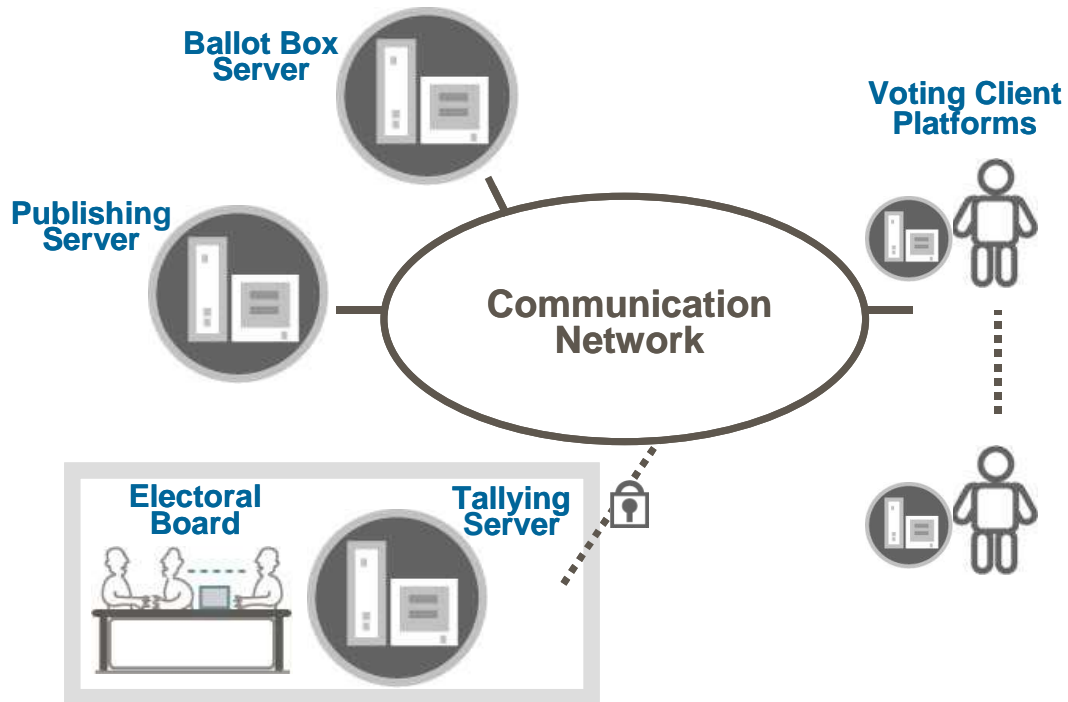 Ballot Box
Server
Voting Client
Platforms
Publishing
Server
Communication
Network
Electoral
Board
Tallying
Server